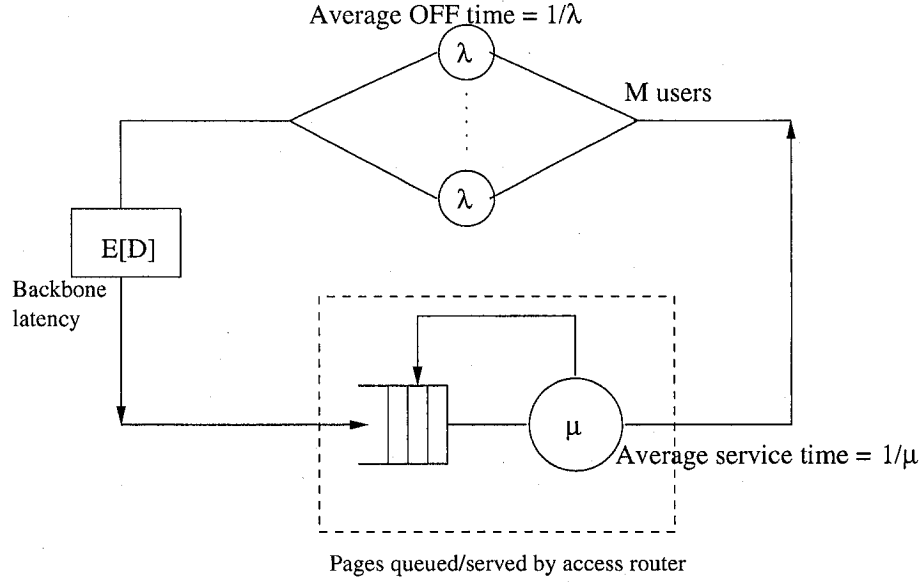 Average OFF time = 1/λ
λ
M users
λ
E[D]
Backbone
latency
μ
Average service time = 1/μ
Pages queued/served by access router